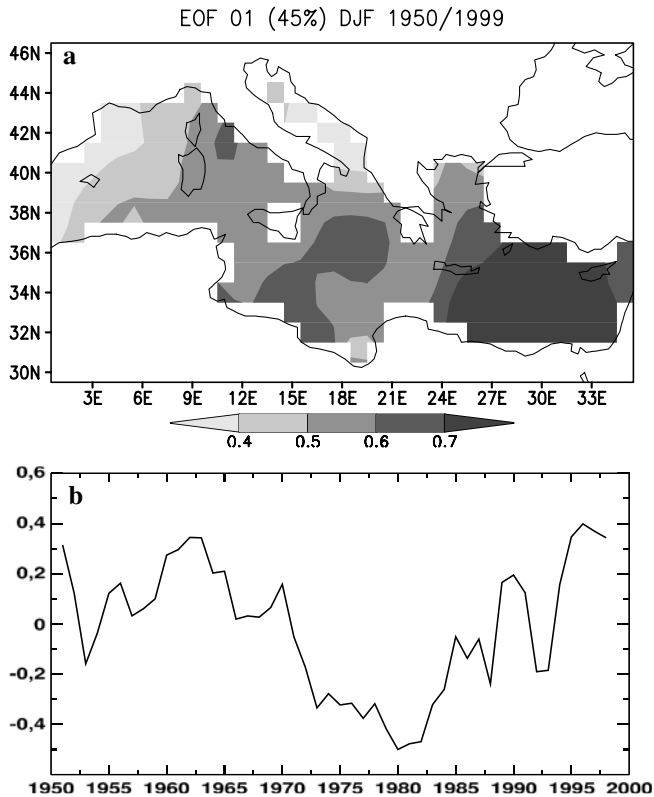 EOF 01 (45%) DJF 1950/1999
a
46N
44N
42N
40N
38N
36N
34N
32N
30N
3E 6E 9E 12E 15E 18E 21E 24E 27E 30E 33E
0.4 0.5 0.6 0.7
b
0,6
0,4
0,2
0
-0,2
-0,4
1950 1955 1960 1965 1970 1975 1980 1985 1990 1995 2000